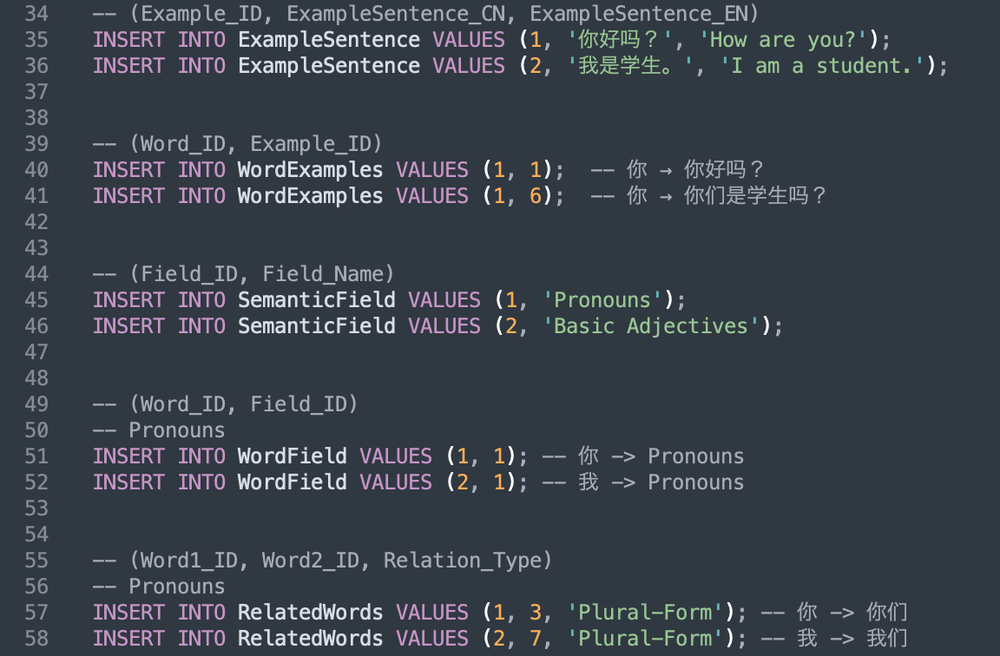 34 -- (Example_ID, ExampleSentence_CN, ExampleSentence_EN)
35 INSERT INTO ExampleSentence VALUES (1, '你好吗？', 'How are you?');
36 INSERT INTO ExampleSentence VALUES (2, '我是学生。', 'I am a student.');
37
38
39 -- (Word_ID, Example_ID)
40 INSERT INTO WordExamples VALUES (1, 1);  -- 你 → 你好吗？
41 INSERT INTO WordExamples VALUES (1, 6);  -- 你 → 你们是学生吗？
42
43
44 -- (Field_ID, Field_Name)
45 INSERT INTO SemanticField VALUES (1, 'Pronouns');
46 INSERT INTO SemanticField VALUES (2, 'Basic Adjectives');
47
48
49 -- (Word_ID, Field_ID)
50 -- Pronouns
51 INSERT INTO WordField VALUES (1, 1); -- 你 -> Pronouns
52 INSERT INTO WordField VALUES (2, 1); -- 我 -> Pronouns
53
54
55 -- (Word1_ID, Word2_ID, Relation_Type)
56 -- Pronouns
57 INSERT INTO RelatedWords VALUES (1, 3, 'Plural-Form'); -- 你 -> 你们
58 INSERT INTO RelatedWords VALUES (2, 7, 'Plural-Form'); -- 我 -> 我们